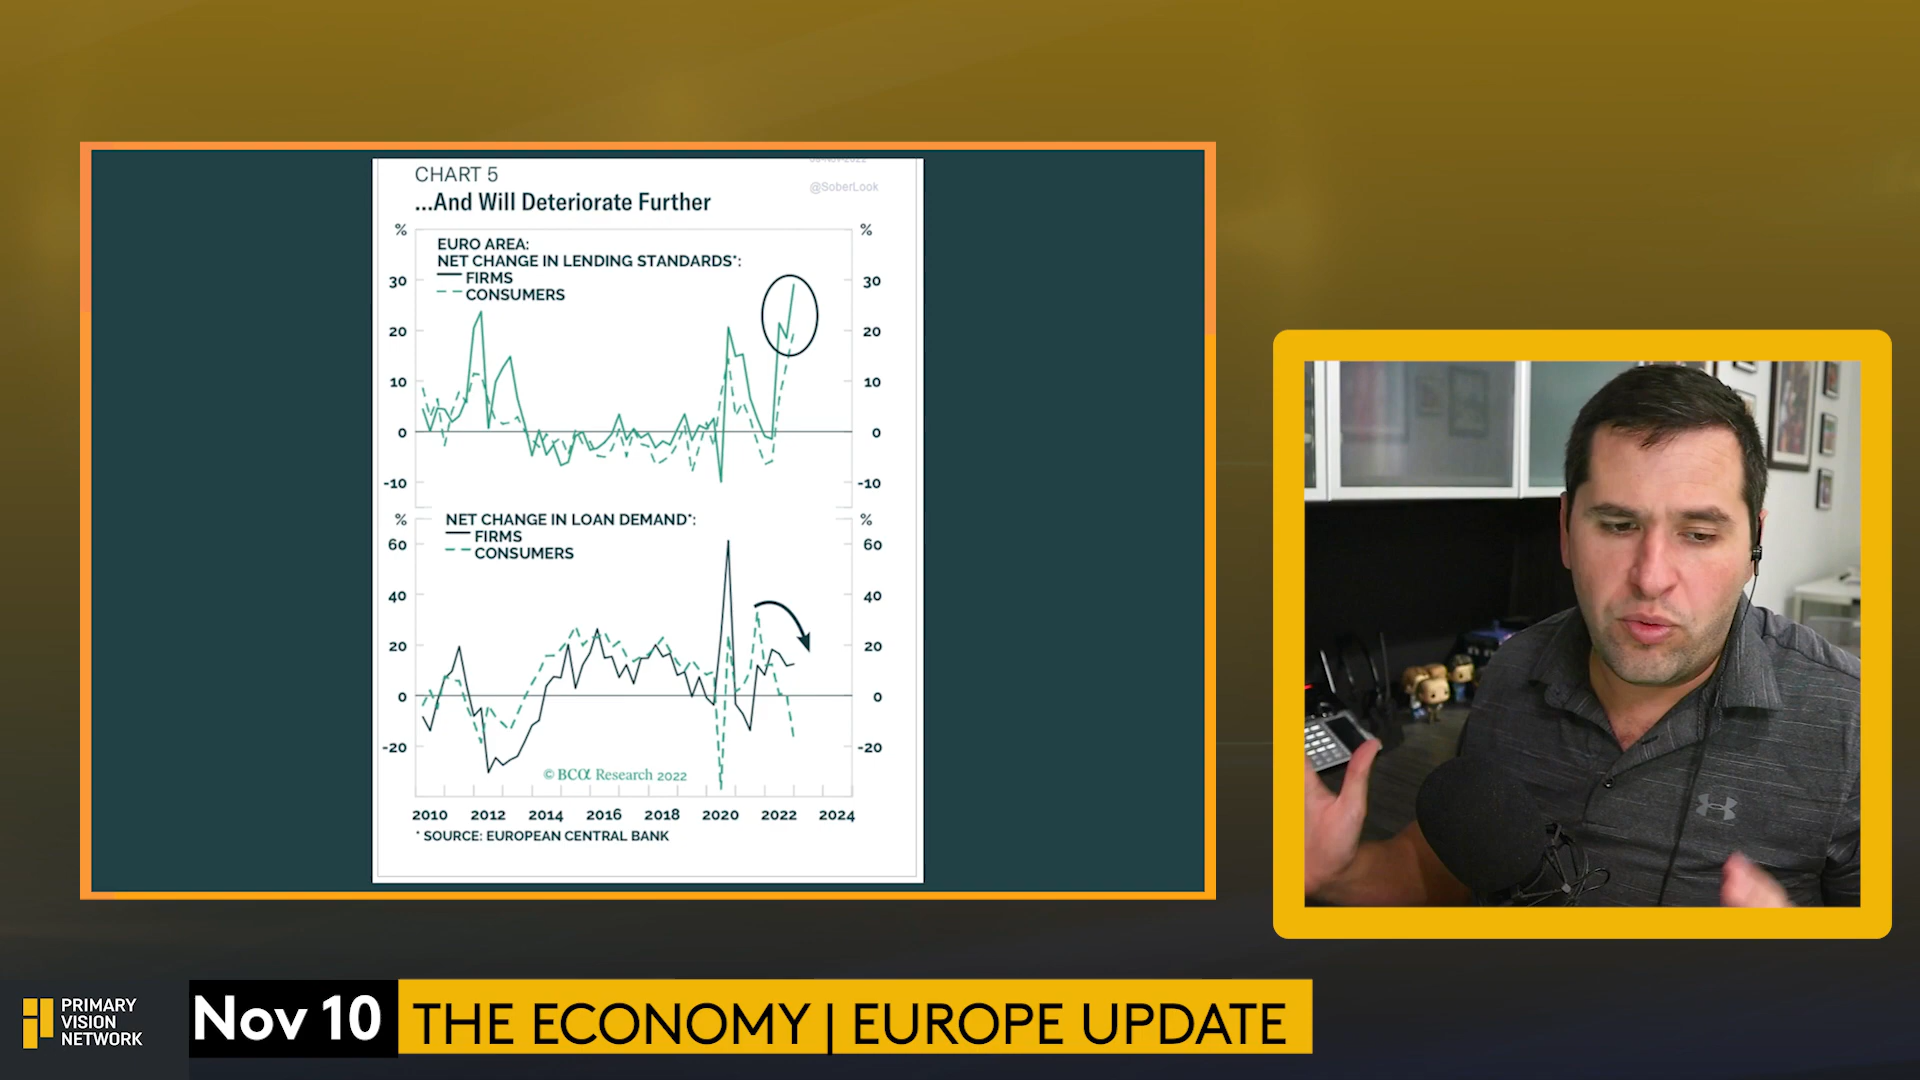 CHART 5
@SoberLook
...And Will Deteriorate Further
% %
EURO AREA:
NET CHANGE IN LENDING STANDARDS*:
FIRMS
CONSUMERS
30 30
20 20
10 10
0 0
-10 -10
% %
NET CHANGE IN LOAN DEMAND*:
FIRMS
CONSUMERS
60 60
40 40
20 20
0 0
-20 -20
© BCα Research 2022
2010 2012 2014 2016 2018 2020 2022 2024
* SOURCE: EUROPEAN CENTRAL BANK
PRIMARY
VISION
NETWORK
Nov 10
THE ECONOMY | EUROPE UPDATE